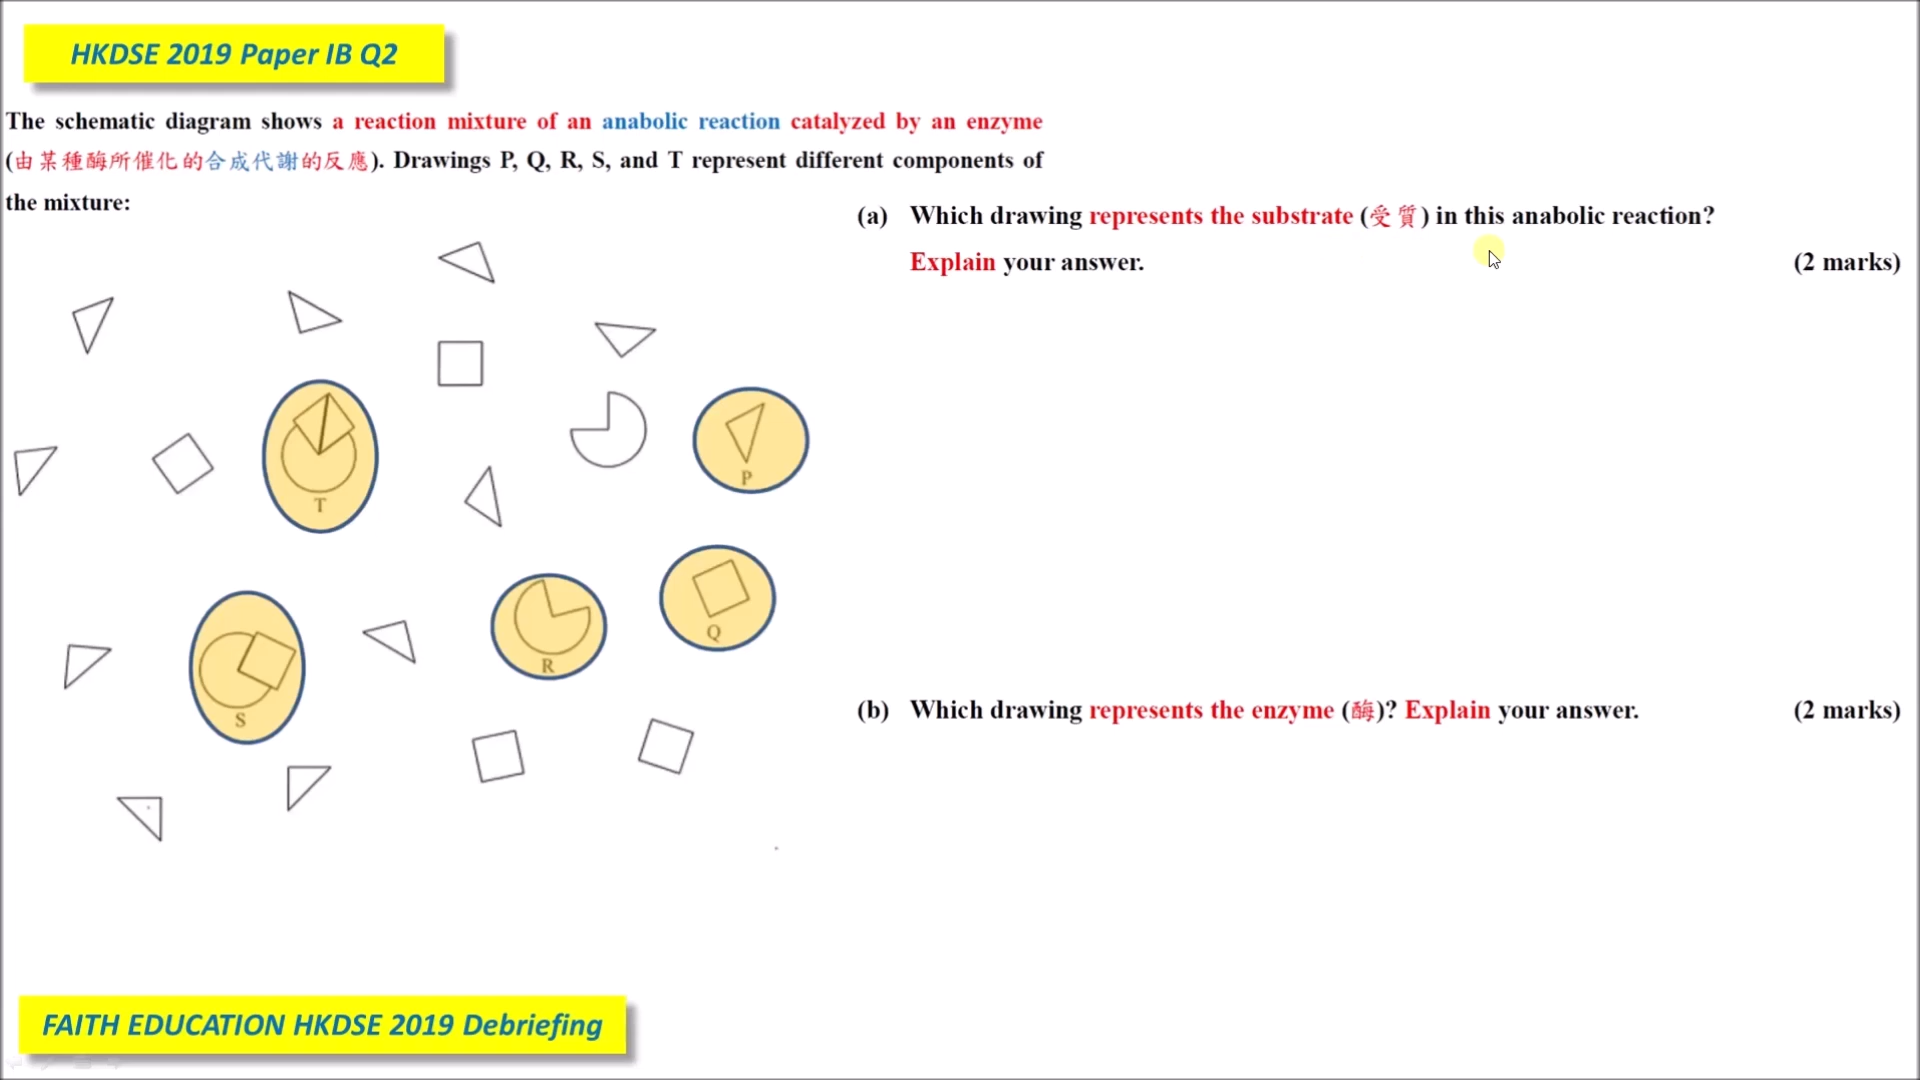 HKDSE 2019 Paper IB Q2
The schematic diagram shows a reaction mixture of an anabolic reaction catalyzed by an enzyme
(由某種酶所催化的合成代謝的反應). Drawings P, Q, R, S, and T represent different components of
the mixture:
(a) Which drawing represents the substrate (受質) in this anabolic reaction?
Explain your answer. (2 marks)
T
P
Q
R
S
(b) Which drawing represents the enzyme (酶)? Explain your answer. (2 marks)
FAITH EDUCATION HKDSE 2019 Debriefing